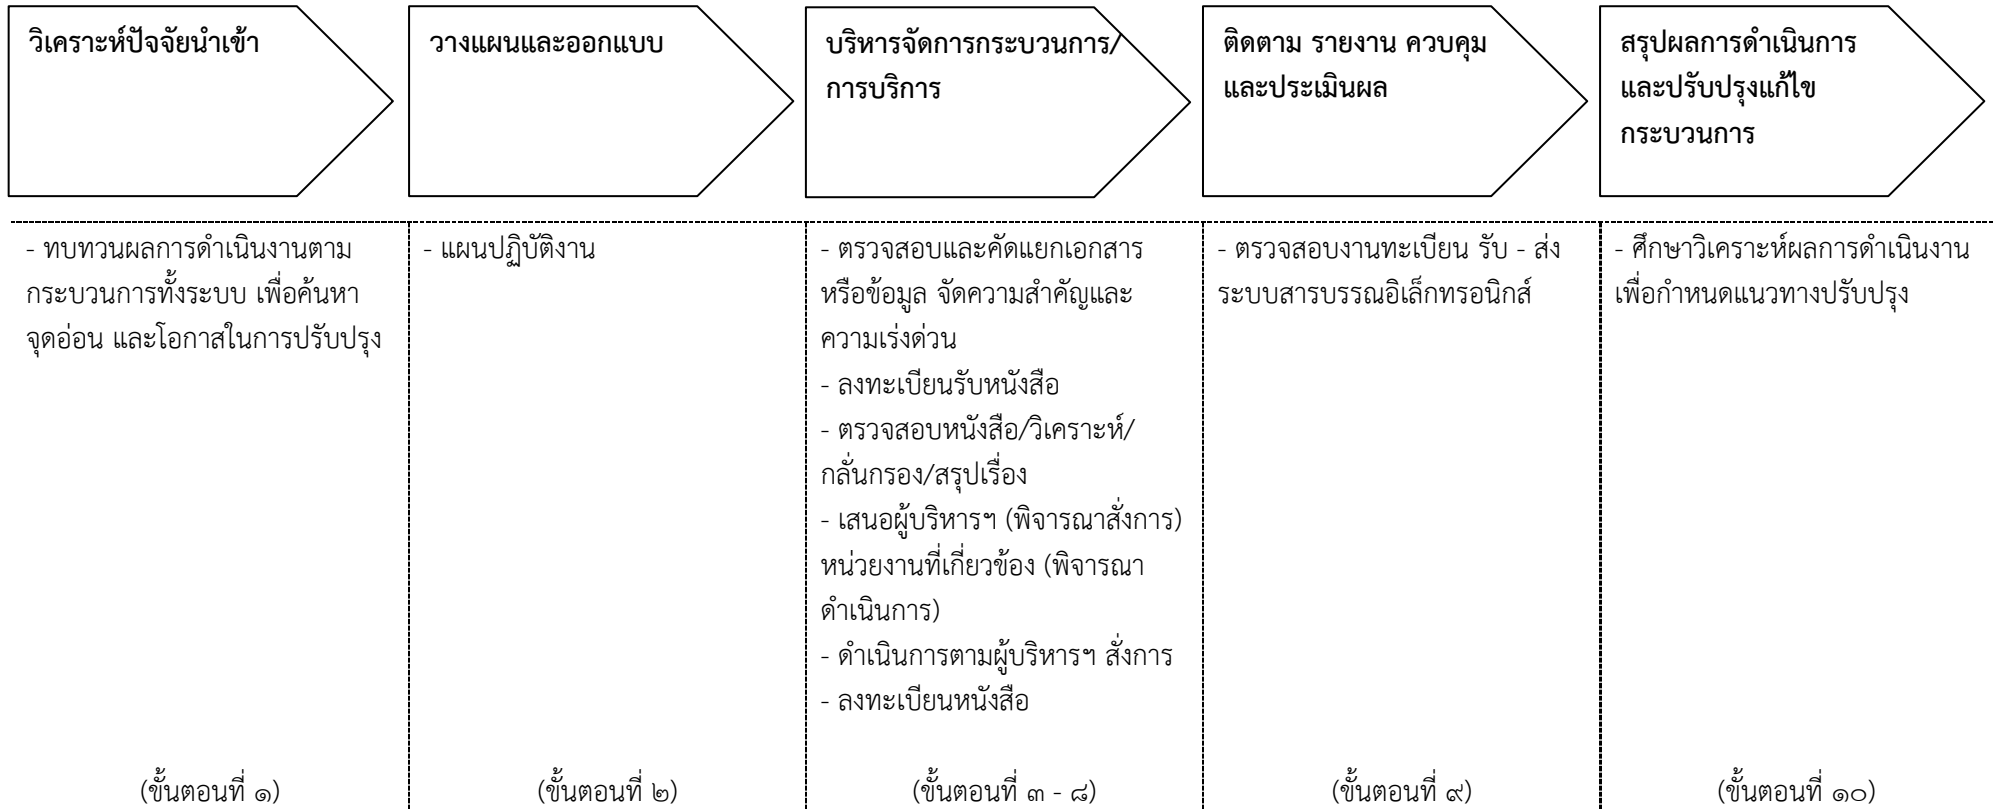 วิเคราะห์ปัจจัยนำเข้า
วางแผนและออกแบบ
บริหารจัดการกระบวนการ/
การบริการ
ติดตาม รายงาน ควบคุม
และประเมินผล
สรุปผลการดำเนินการ
และปรับปรุงแก้ไข
กระบวนการ
- ทบทวนผลการดำเนินงานตาม
กระบวนการทั้งระบบ เพื่อค้นหา
จุดอ่อน และโอกาสในการปรับปรุง
(ขั้นตอนที่ ๑)
- แผนปฏิบัติงาน
(ขั้นตอนที่ ๒)
- ตรวจสอบและคัดแยกเอกสาร
หรือข้อมูล จัดความสำคัญและ
ความเร่งด่วน
- ลงทะเบียนรับหนังสือ
- ตรวจสอบหนังสือ/วิเคราะห์/
กลั่นกรอง/สรุปเรื่อง
- เสนอผู้บริหารฯ (พิจารณาสั่งการ)
หน่วยงานที่เกี่ยวข้อง (พิจารณา
ดำเนินการ)
- ดำเนินการตามผู้บริหารฯ สั่งการ
- ลงทะเบียนหนังสือ
(ขั้นตอนที่ ๓ - ๘)
- ตรวจสอบงานทะเบียน รับ - ส่ง
ระบบสารบรรณอิเล็กทรอนิกส์
(ขั้นตอนที่ ๙)
- ศึกษาวิเคราะห์ผลการดำเนินงาน
เพื่อกำหนดแนวทางปรับปรุง
(ขั้นตอนที่ ๑๐)